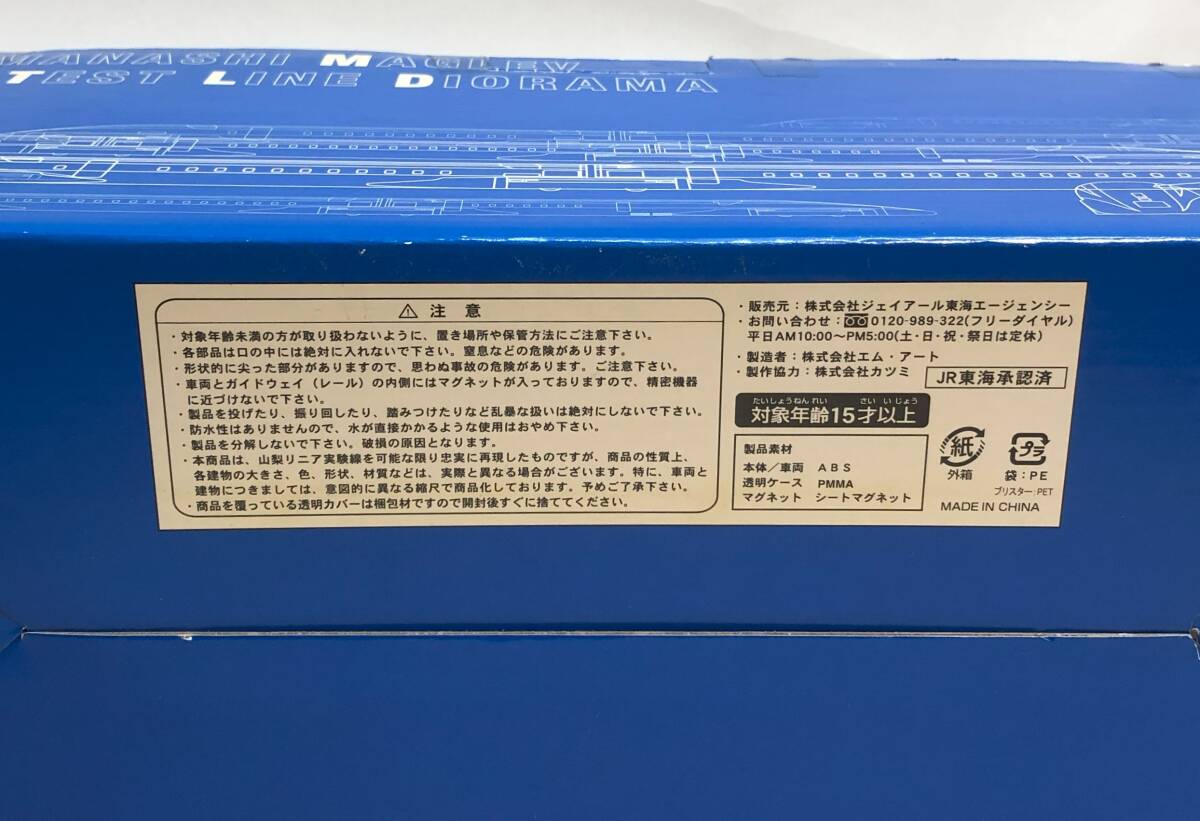 MANASHI MAGLEV
TEST LINE DIORAMA
⚠ 注意
・対象年齢未満の方が取り扱わないように、置き場所や保管方法にご注意下さい。
・各部品は口の中には絶対に入れないで下さい。窒息などの危険があります。
・形状的に尖った部分がありますので、思わぬ事故の危険があります。ご注意下さい。
・車両とガイドウェイ（レール）の内側にはマグネットが入っておりますので、精密機器
に近づけないで下さい。
・製品を投げたり、振り回したり、踏みつけたりなど乱暴な扱いは絶対にしないで下さい。
・防水性はありませんので、水が直接かかるような使用はおやめ下さい。
・製品を分解しないで下さい。破損の原因となります。
・本商品は、山梨リニア実験線を可能な限り忠実に再現したものですが、商品の性質上、
各建物の大きさ、色、形状、材質などは、実際と異なる場合がございます。特に、車両と
建物につきましては、意図的に異なる縮尺で商品化しております。予めご了承下さい。
・商品を覆っている透明カバーは梱包材ですので開封後すぐに捨ててください。
・販売元：株式会社ジェイアール東海エージェンシー
・お問い合わせ：0120-989-322(フリーダイヤル)
平日AM10:00～PM5:00(土・日・祝・祭日は定休)
・製造者：株式会社エム・アート
・製作協力：株式会社カツミ
JR東海承認済
たいしょうねんれい さいいじょう
対象年齢15才以上
製品素材
本体／車両 ABS
透明ケース PMMA
マグネット シートマグネット
紙
外箱
プラ
袋：PE
ブリスター：PET
MADE IN CHINA